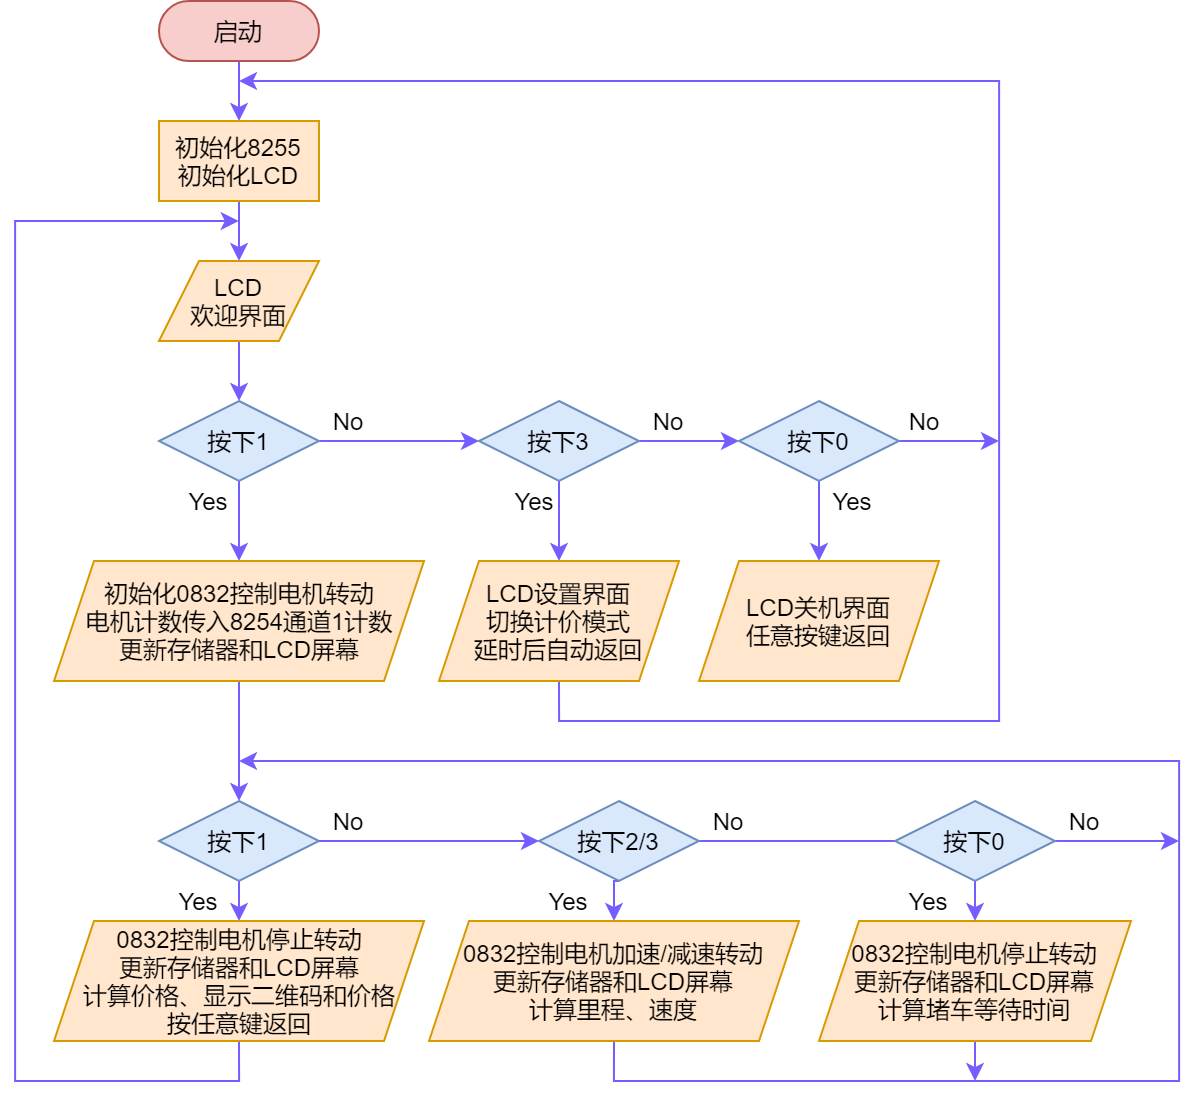 启动
初始化8255
初始化LCD
LCD
欢迎界面
按下1
No
按下3
No
按下0
No
Yes
Yes
Yes
初始化0832控制电机转动
电机计数传入8254通道1计数
更新存储器和LCD屏幕
LCD设置界面
切换计价模式
延时后自动返回
LCD关机界面
任意按键返回
按下1
No
按下2/3
No
按下0
No
Yes
Yes
Yes
0832控制电机停止转动
更新存储器和LCD屏幕
计算价格、显示二维码和价格
按任意键返回
0832控制电机加速/减速转动
更新存储器和LCD屏幕
计算里程、速度
0832控制电机停止转动
更新存储器和LCD屏幕
计算堵车等待时间